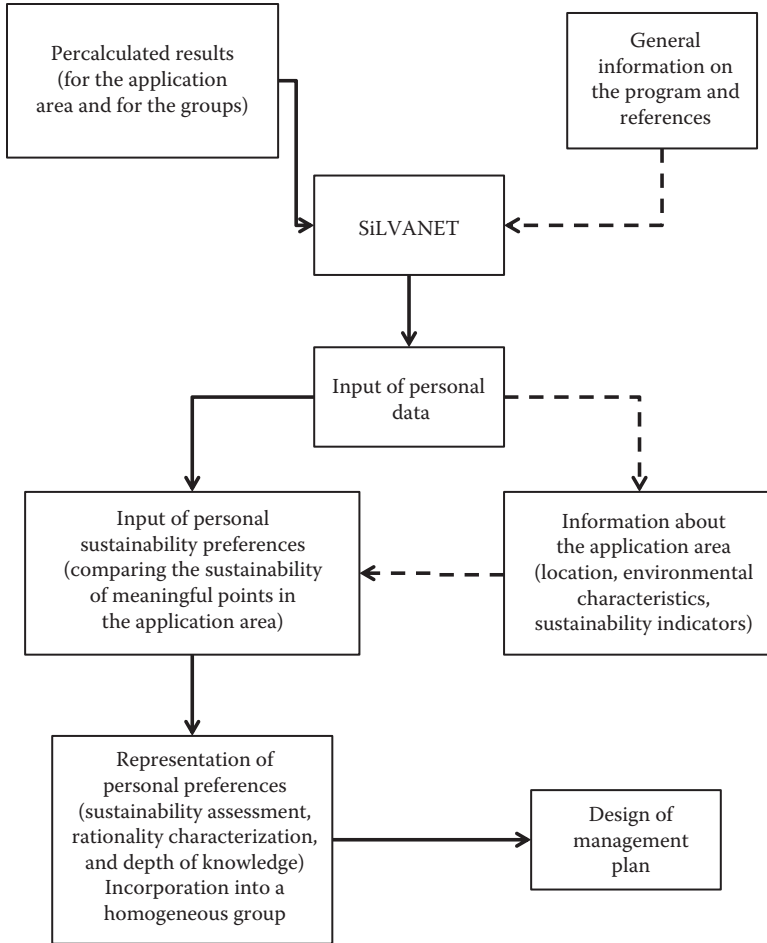 Percalculated results
(for the application
area and for the groups)
General
information on
the program and
references
SiLVANET
Input of personal
data
Input of personal
sustainability preferences
(comparing the sustainability
of meaningful points in
the application area)
Information about
the application area
(location, environmental
characteristics,
sustainability indicators)
Representation of
personal preferences
(sustainability assessment,
rationality characterization,
and depth of knowledge)
Incorporation into a
homogeneous group
Design of
management
plan